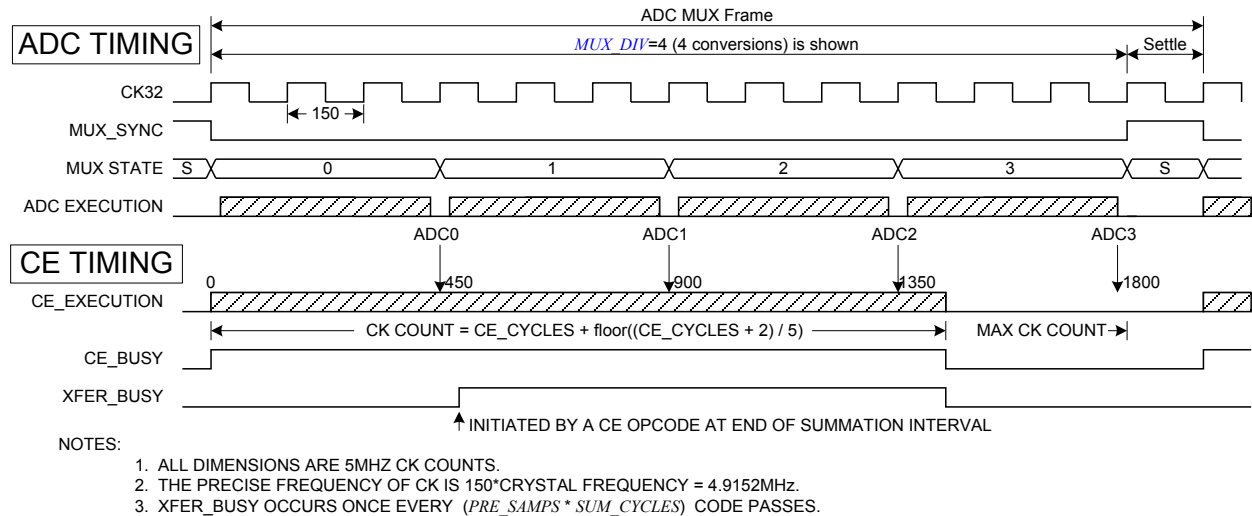 ADC MUX Frame
ADC TIMING
MUX_DIV=4 (4 conversions) is shown
Settle
CK32
150
MUX_SYNC
MUX STATE S 0 1 2 3 S
ADC EXECUTION
ADC0 ADC1 ADC2 ADC3
CE TIMING
0 450 900 1350 1800
CE_EXECUTION
CK COUNT = CE_CYCLES + floor((CE_CYCLES + 2) / 5) MAX CK COUNT
CE_BUSY
XFER_BUSY
INITIATED BY A CE OPCODE AT END OF SUMMATION INTERVAL
NOTES:
1. ALL DIMENSIONS ARE 5MHZ CK COUNTS.
2. THE PRECISE FREQUENCY OF CK IS 150*CRYSTAL FREQUENCY = 4.9152MHz.
3. XFER_BUSY OCCURS ONCE EVERY (PRE_SAMPS * SUM_CYCLES) CODE PASSES.